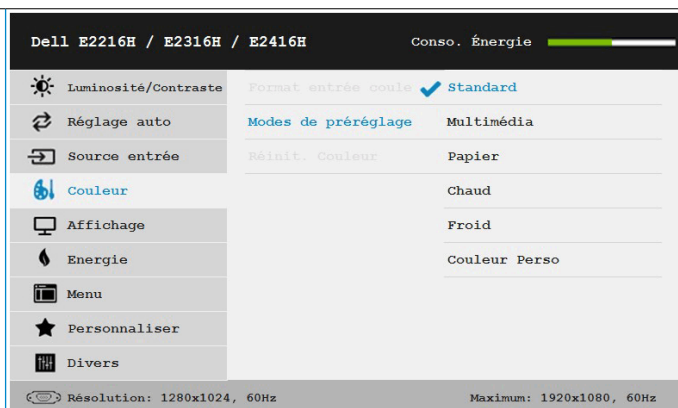 Dell E2216H / E2316H / E2416H Conso. Énergie
Luminosité/Contraste Format entrée coule Standard
Réglage auto Modes de préréglage Multimédia
Source entrée Réinit. Couleur Papier
Couleur Chaud
Affichage Froid
Energie Couleur Perso
Menu
Personnaliser
Divers
Résolution: 1280x1024, 60Hz Maximum: 1920x1080, 60Hz